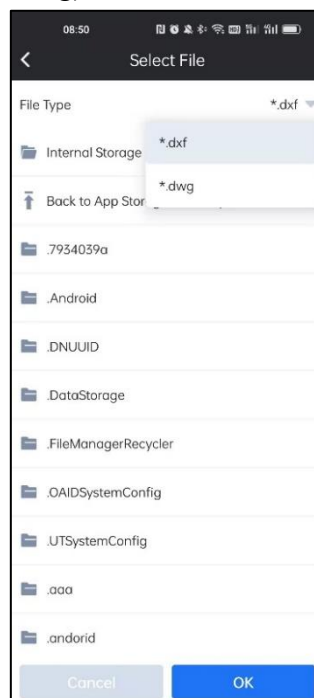 08:50
Select File
File Type *.dxf
*.dxf
*.dwg
Internal Storage
Back to App Stor
.7934039a
.Android
.DNUUID
.DataStorage
.FileManagerRecycler
.OAIDSystemConfig
.UTSystemConfig
.aaa
.andorid
Cancel OK